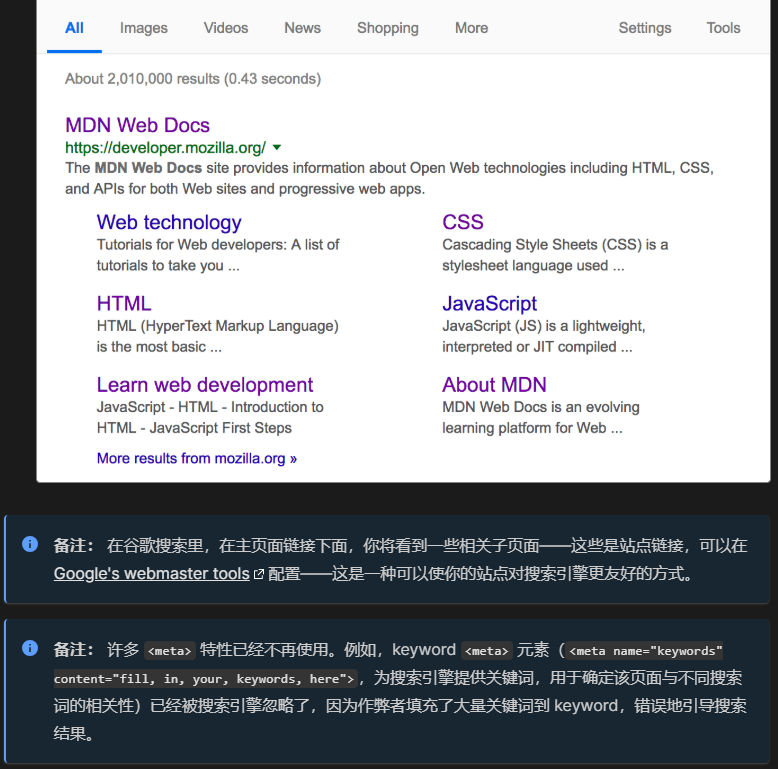 All Images Videos News Shopping More Settings Tools
About 2,010,000 results (0.43 seconds)
MDN Web Docs
https://developer.mozilla.org/
The MDN Web Docs site provides information about Open Web technologies including HTML, CSS,
and APIs for both Web sites and progressive web apps.
Web technology
Tutorials for Web developers: A list of
tutorials to take you ...
CSS
Cascading Style Sheets (CSS) is a
stylesheet language used ...
HTML
HTML (HyperText Markup Language)
is the most basic ...
JavaScript
JavaScript (JS) is a lightweight,
interpreted or JIT compiled ...
Learn web development
JavaScript - HTML - Introduction to
HTML - JavaScript First Steps
About MDN
MDN Web Docs is an evolving
learning platform for Web ...
More results from mozilla.org »
备注： 在谷歌搜索里，在主页面链接下面，你将看到一些相关子页面——这些是站点链接，可以在
Google's webmaster tools 配置——这是一种可以使你的站点对搜索引擎更友好的方式。
备注： 许多 <meta> 特性已经不再使用。例如，keyword <meta> 元素（<meta name="keywords"
content="fill, in, your, keywords, here">，为搜索引擎提供关键词，用于确定该页面与不同搜索
词的相关性）已经被搜索引擎忽略了，因为作弊者填充了大量关键词到 keyword，错误地引导搜索
结果。